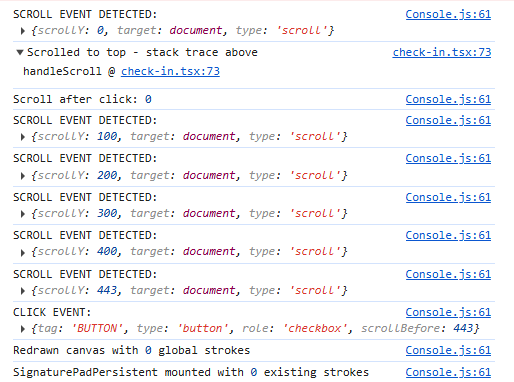 SCROLL EVENT DETECTED: Console.js:61
{scrollY: 0, target: document, type: 'scroll'}
Scrolled to top - stack trace above check-in.tsx:73
handleScroll @ check-in.tsx:73
Scroll after click: 0 Console.js:61
SCROLL EVENT DETECTED: Console.js:61
{scrollY: 100, target: document, type: 'scroll'}
SCROLL EVENT DETECTED: Console.js:61
{scrollY: 200, target: document, type: 'scroll'}
SCROLL EVENT DETECTED: Console.js:61
{scrollY: 300, target: document, type: 'scroll'}
SCROLL EVENT DETECTED: Console.js:61
{scrollY: 400, target: document, type: 'scroll'}
SCROLL EVENT DETECTED: Console.js:61
{scrollY: 443, target: document, type: 'scroll'}
CLICK EVENT: Console.js:61
{tag: 'BUTTON', type: 'button', role: 'checkbox', scrollBefore: 443}
Redrawn canvas with 0 global strokes Console.js:61
SignaturePadPersistent mounted with 0 existing strokes Console.js:61